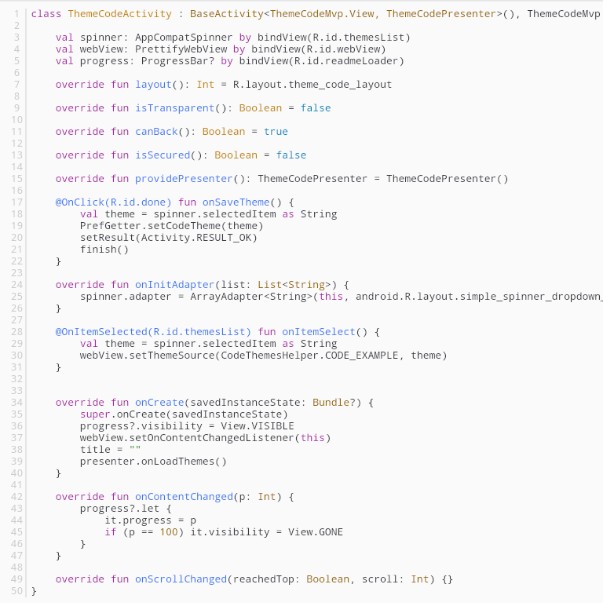 1 class ThemeCodeActivity : BaseActivity<ThemeCodeMvp.View, ThemeCodePresenter>(), ThemeCodeMvp
2
3     val spinner: AppCompatSpinner by bindView(R.id.themesList)
4     val webView: PrettifyWebView by bindView(R.id.webView)
5     val progress: ProgressBar? by bindView(R.id.readmeLoader)
6
7     override fun layout(): Int = R.layout.theme_code_layout
8
9     override fun isTransparent(): Boolean = false
10
11     override fun canBack(): Boolean = true
12
13     override fun isSecured(): Boolean = false
14
15     override fun providePresenter(): ThemeCodePresenter = ThemeCodePresenter()
16
17     @OnClick(R.id.done) fun onSaveTheme() {
18         val theme = spinner.selectedItem as String
19         PrefGetter.setCodeTheme(theme)
20         setResult(Activity.RESULT_OK)
21         finish()
22     }
23
24     override fun onInitAdapter(list: List<String>) {
25         spinner.adapter = ArrayAdapter<String>(this, android.R.layout.simple_spinner_dropdown_
26     }
27
28     @OnItemSelected(R.id.themesList) fun onItemSelect() {
29         val theme = spinner.selectedItem as String
30         webView.setThemeSource(CodeThemesHelper.CODE_EXAMPLE, theme)
31     }
32
33
34     override fun onCreate(savedInstanceState: Bundle?) {
35         super.onCreate(savedInstanceState)
36         progress?.visibility = View.VISIBLE
37         webView.setOnContentChangedListener(this)
38         title = ""
39         presenter.onLoadThemes()
40     }
41
42     override fun onContentChanged(p: Int) {
43         progress?.let {
44             it.progress = p
45             if (p == 100) it.visibility = View.GONE
46         }
47     }
48
49     override fun onScrollChanged(reachedTop: Boolean, scroll: Int) {}
50 }